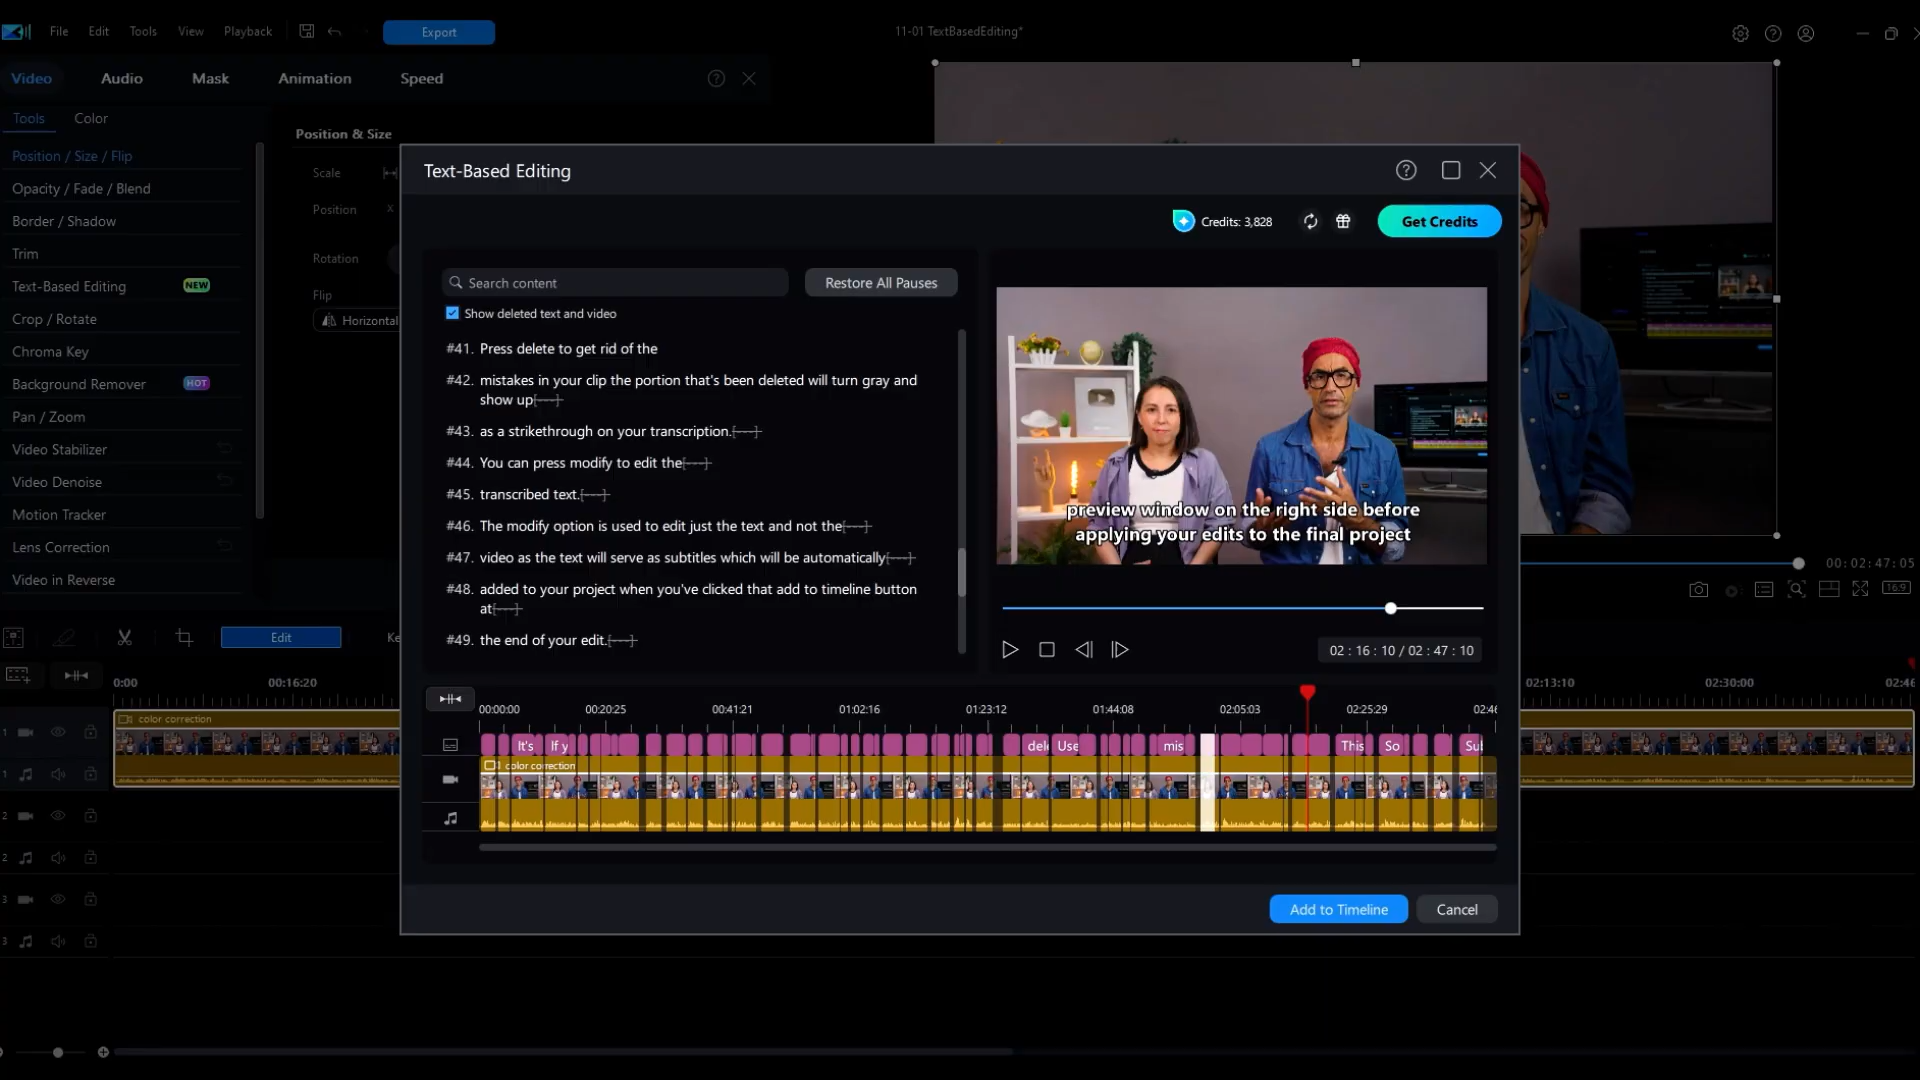 File Edit Tools View Playback Export 11-01 TextBasedEditing*
Video Audio Mask Animation Speed
Tools Color
Position / Size / Flip
Opacity / Fade / Blend
Border / Shadow
Trim
Text-Based Editing NEW
Crop / Rotate
Chroma Key
Background Remover HOT
Pan / Zoom
Video Stabilizer
Video Denoise
Motion Tracker
Lens Correction
Video in Reverse
Position & Size
Scale
Position X
Rotation
Flip
Horizontal
Text-Based Editing
Credits: 3,828 Get Credits
Search content Restore All Pauses
Show deleted text and video
#41. Press delete to get rid of the
#42. mistakes in your clip the portion that's been deleted will turn gray and
show up[---]
#43. as a strikethrough on your transcription.[---]
#44. You can press modify to edit the[---]
#45. transcribed text.[---]
#46. The modify option is used to edit just the text and not the[---]
#47. video as the text will serve as subtitles which will be automatically[---]
#48. added to your project when you've clicked that add to timeline button
at[---]
#49. the end of your edit.[---]
preview window on the right side before
applying your edits to the final project
02 : 16 : 10 / 02 : 47 : 10
00:00:00 00:20:25 00:41:21 01:02:16 01:23:12 01:44:08 02:05:03 02:25:29 02:46
It's If y dele Use mis This So Sub
color correction
Add to Timeline Cancel
00:02:47:05
16:9
Edit Ke
0:00 00:16:20 02:13:10 02:30:00 02:46
color correction
1
1
2
2
3
3